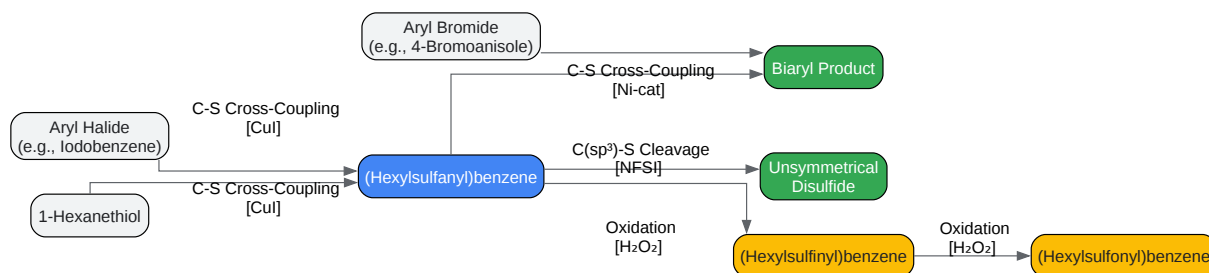 Aryl Bromide
(e.g., 4-Bromoanisole)
Biaryl Product
C-S Cross-Coupling
[Ni-cat]
C-S Cross-Coupling
[CuI]
Aryl Halide
(e.g., Iodobenzene)
C(sp³)-S Cleavage
[NFSI]
(Hexylsulfanyl)benzene
Unsymmetrical
Disulfide
C-S Cross-Coupling
[CuI]
1-Hexanethiol
Oxidation
[H₂O₂]
(Hexylsulfinyl)benzene
Oxidation
[H₂O₂]
(Hexylsulfonyl)benzene